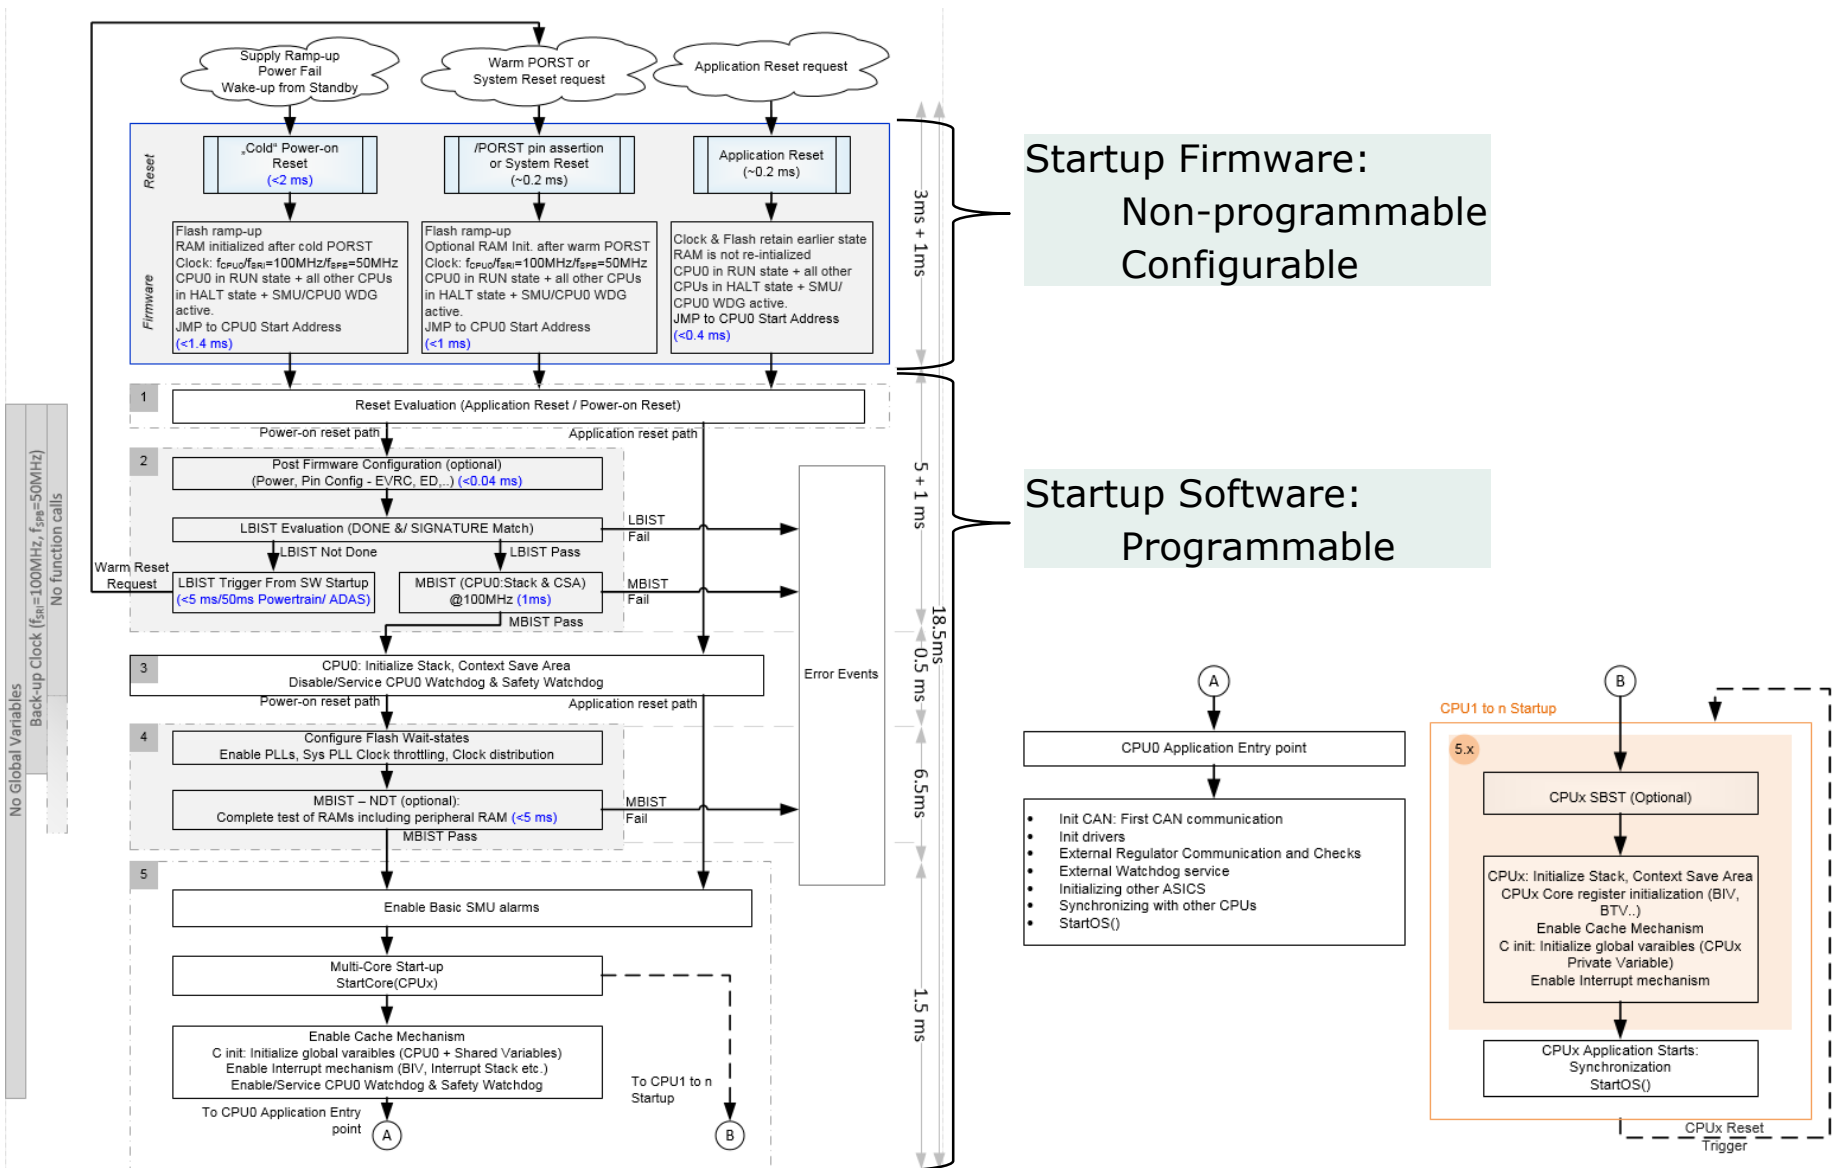 Supply Ramp-up
Power Fail
Wake-up from Standby
Warm PORST or
System Reset request
Application Reset request
Reset
„Cold“ Power-on
Reset
(<2 ms)
/PORST pin assertion
or System Reset
(~0.2 ms)
Application Reset
(~0.2 ms)
Firmware
Flash ramp-up
RAM initialized after cold PORST
Clock: fCPU0/fSRI=100MHz/fSPB=50MHz
CPU0 in RUN state + all other CPUs
in HALT state + SMU/CPU0 WDG
active.
JMP to CPU0 Start Address
(<1.4 ms)
Flash ramp-up
Optional RAM Init. after warm PORST
Clock: fCPU0/fSRI=100MHz/fSPB=50MHz
CPU0 in RUN state + all other CPUs
in HALT state + SMU/CPU0 WDG
active.
JMP to CPU0 Start Address
(<1 ms)
Clock & Flash retain earlier state
RAM is not re-intialized
CPU0 in RUN state + all other
CPUs in HALT state + SMU/
CPU0 WDG active.
JMP to CPU0 Start Address
(<0.4 ms)
3ms + 1ms
Startup Firmware:
Non-programmable
Configurable
1
Reset Evaluation (Application Reset / Power-on Reset)
Power-on reset path
Application reset path
2
Post Firmware Configuration (optional)
(Power, Pin Config - EVRC, ED,..) (<0.04 ms)
LBIST Evaluation (DONE &/ SIGNATURE Match)
LBIST
Fail
LBIST Not Done
LBIST Pass
Warm Reset
Request
LBIST Trigger From SW Startup
(<5 ms/50ms Powertrain/ ADAS)
MBIST (CPU0:Stack & CSA)
@100MHz (1ms)
MBIST
Fail
MBIST Pass
5 + 1 ms
18.5ms
Startup Software:
Programmable
3
CPU0: Initialize Stack, Context Save Area
Disable/Service CPU0 Watchdog & Safety Watchdog
Power-on reset path
Application reset path
0.5 ms
Error Events
4
Configure Flash Wait-states
Enable PLLs, Sys PLL Clock throttling, Clock distribution
MBIST – NDT (optional):
Complete test of RAMs including peripheral RAM (<5 ms)
MBIST
Fail
MBIST Pass
6.5ms
5
Enable Basic SMU alarms
Multi-Core Start-up
StartCore(CPUx)
Enable Cache Mechanism
C init: Initialize global varaibles (CPU0 + Shared Variables)
Enable Interrupt mechanism (BIV, Interrupt Stack etc.)
Enable/Service CPU0 Watchdog & Safety Watchdog
To CPU0 Application Entry
point
A
To CPU1 to n
Startup
B
1.5 ms
No Global Variables
Back-up Clock (fSRI=100MHz, fSPB=50MHz)
No function calls
A
CPU0 Application Entry point
• Init CAN: First CAN communication
• Init drivers
• External Regulator Communication and Checks
• External Watchdog service
• Initializing other ASICS
• Synchronizing with other CPUs
• StartOS()
B
CPU1 to n Startup
5.x
CPUx SBST (Optional)
CPUx: Initialize Stack, Context Save Area
CPUx Core register initialization (BIV,
BTV..)
Enable Cache Mechanism
C init: Initialize global varaibles (CPUx
Private Variable)
Enable Interrupt mechanism
CPUx Application Starts:
Synchronization
StartOS()
CPUx Reset
Trigger